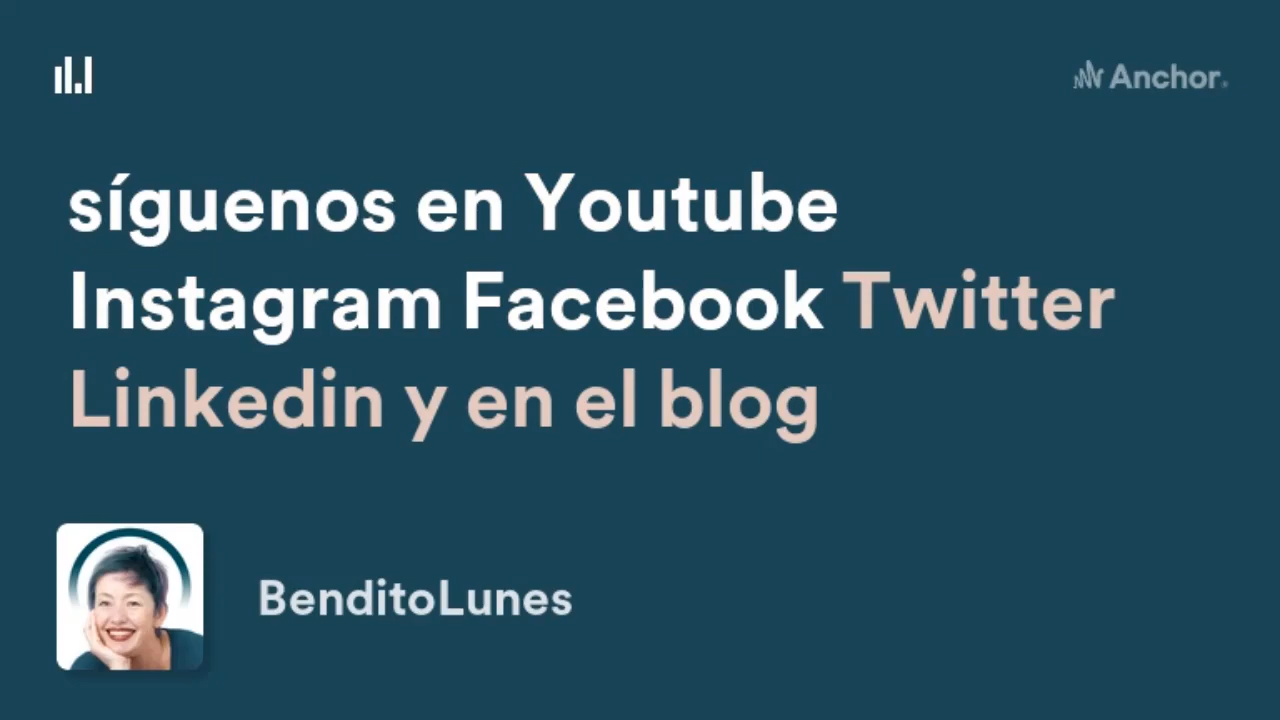 Anchor
síguenos en Youtube
Instagram Facebook Twitter
Linkedin y en el blog
BenditoLunes